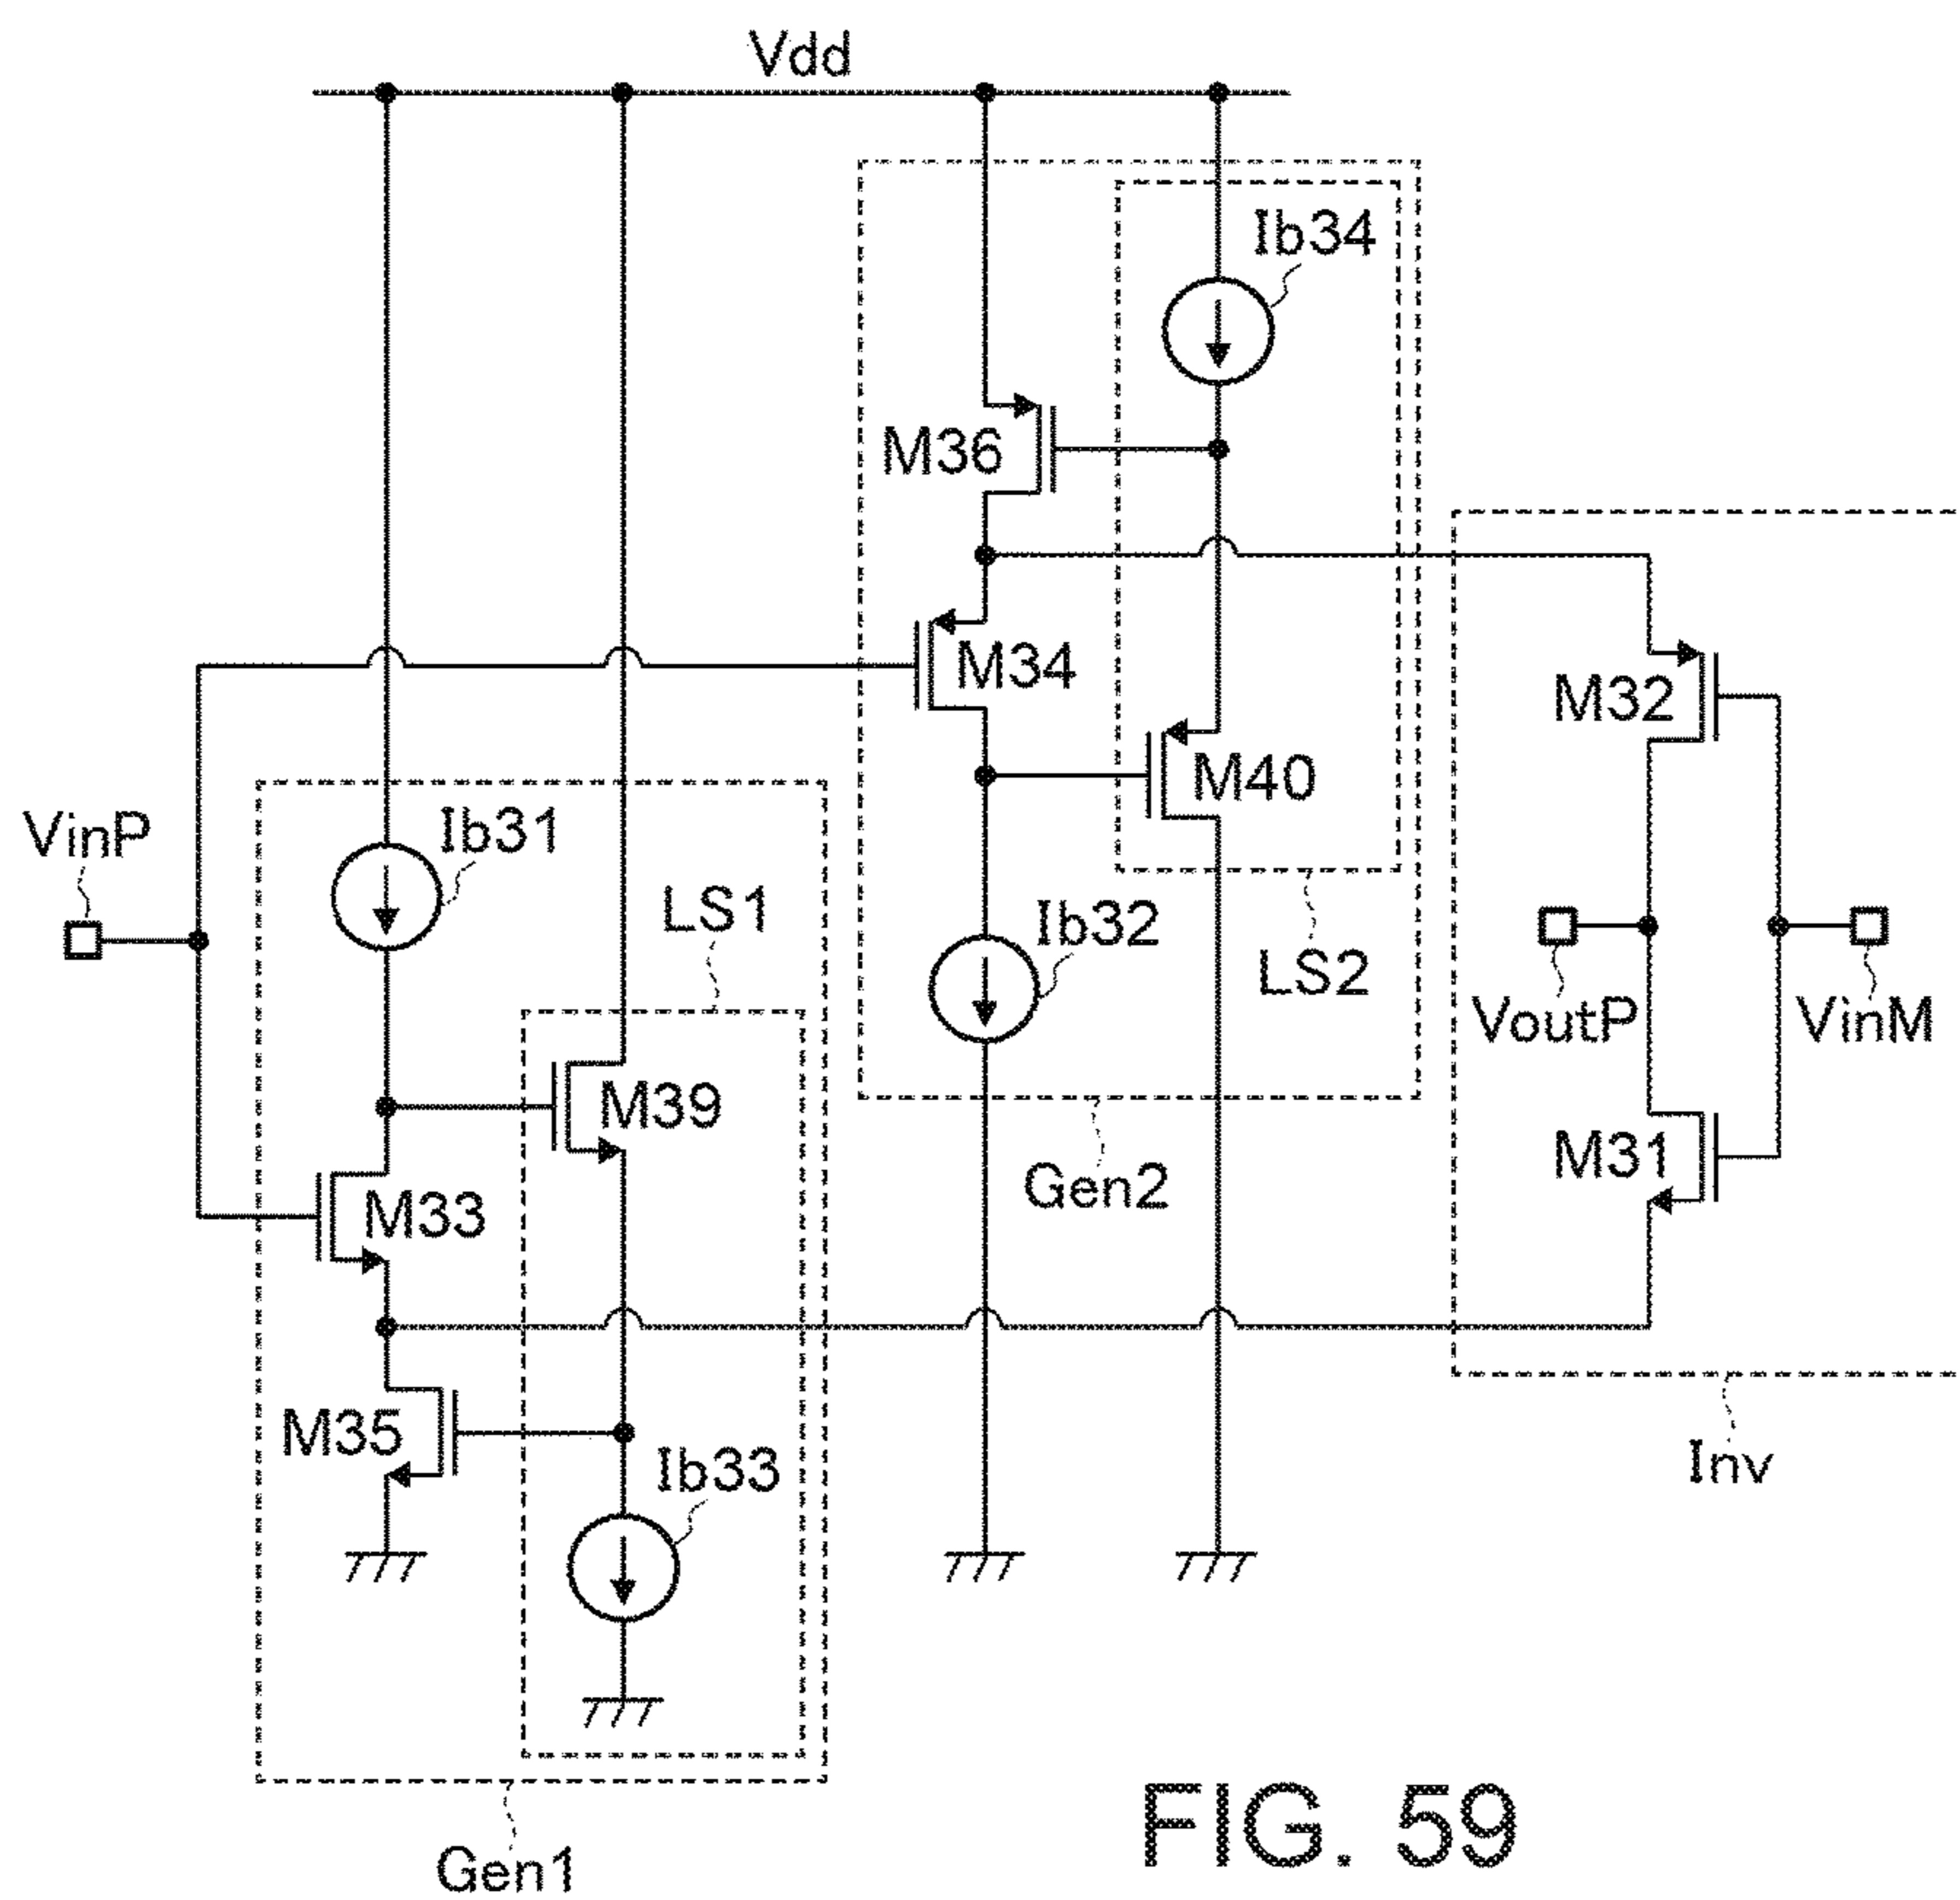 Vdd
Ib34
M36
M34
M32
M40
VinP
Ib31
LS1
Ib32
LS2
VoutP
VinM
M39
M31
Gen2
M33
M35
Ib33
Inv
Gen1
FIG. 59